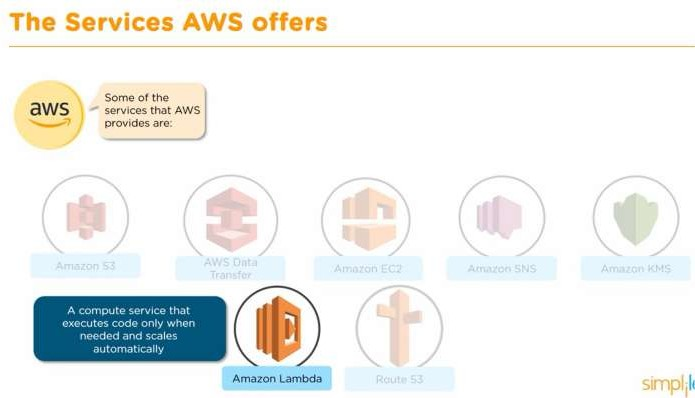 The Services AWS offers
aws
Some of the
services that AWS
provides are:
Amazon S3
AWS Data
Transfer
Amazon EC2
Amazon SNS
Amazon KMS
A compute service that
executes code only when
needed and scales
automatically
Amazon Lambda
Route 53
simplile